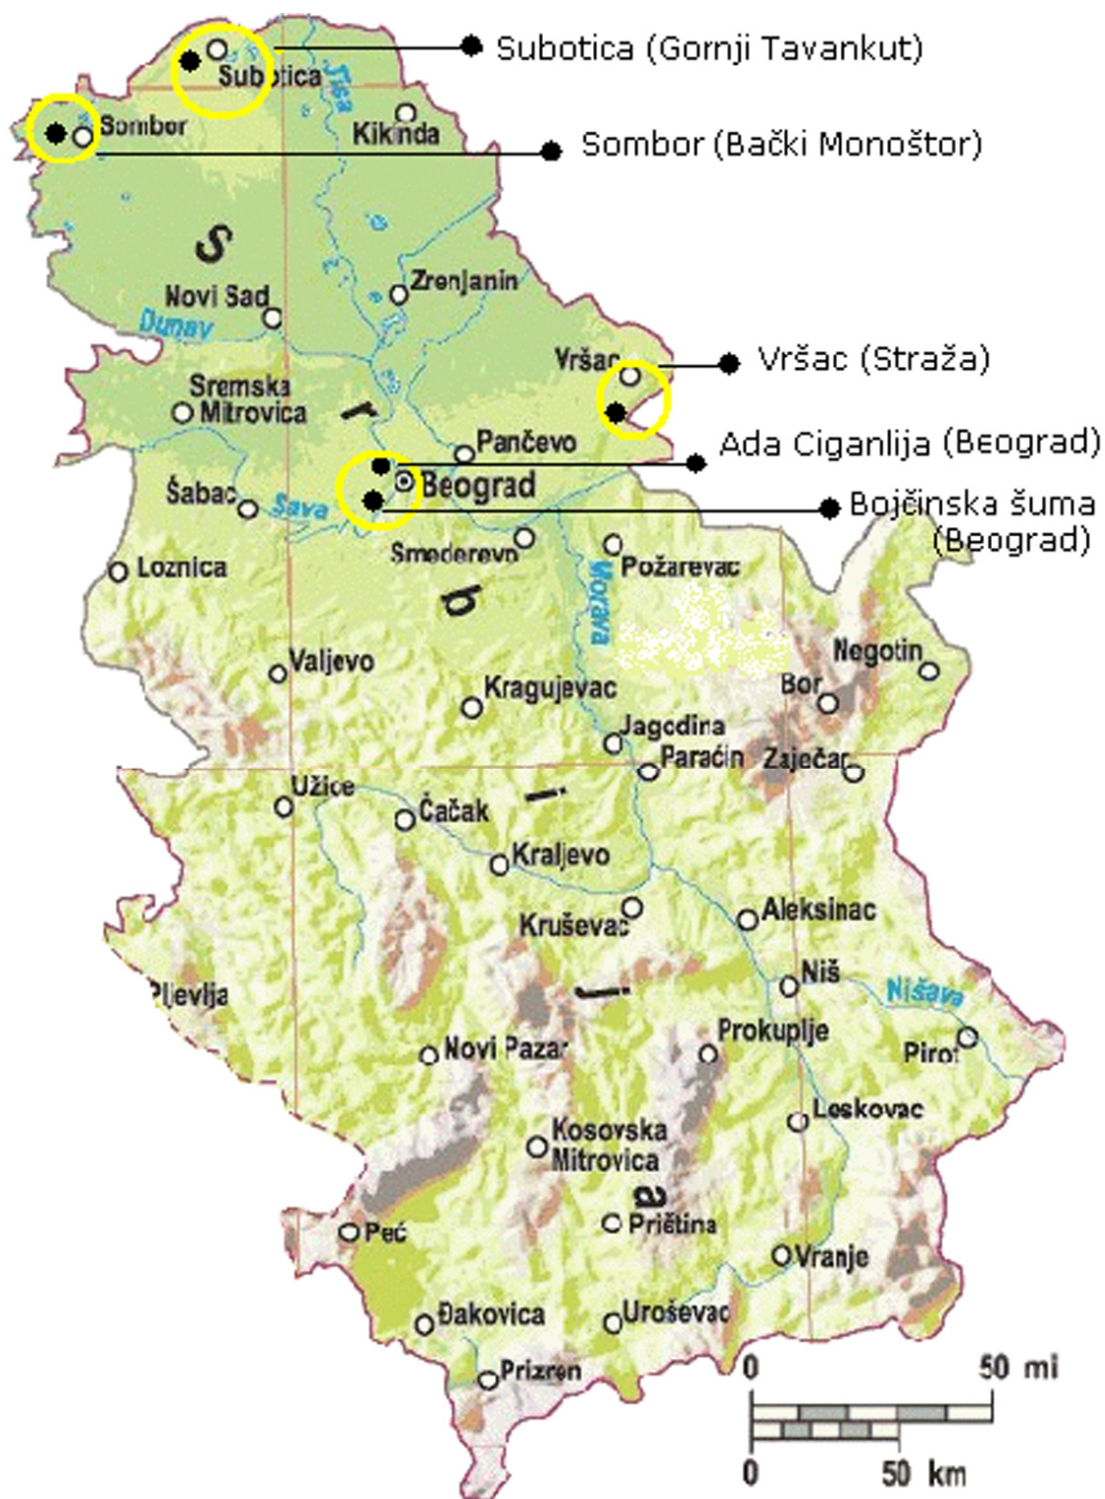 Subotica (Gornji Tavankut)
Subotica
Tisa
Sombor
Kikinda
Sombor (Bački Monoštor)
S
Zrenjanin
Novi Sad
Dunav
Vršac
Vršac (Straža)
Sremska
Mitrovica
r
Pančevo
Ada Ciganlija (Beograd)
Beograd
Šabac
Sava
Bojčinska šuma
(Beograd)
Smederevo
Loznica
Požarevac
Morava
b
Valjevo
Negotin
Kragujevac
Bor
Jagodina
Paraćin
Zaječar
Užice
i
Čačak
Kraljevo
Kruševac
Aleksinac
Pljevlja
j
Niš
Nišava
Novi Pazar
Prokuplje
Pirot
Leskovac
Kosovska
Mitrovica
a
Peć
Priština
Vranje
Đakovica
Uroševac
Prizren
0 50 mi
0 50 km